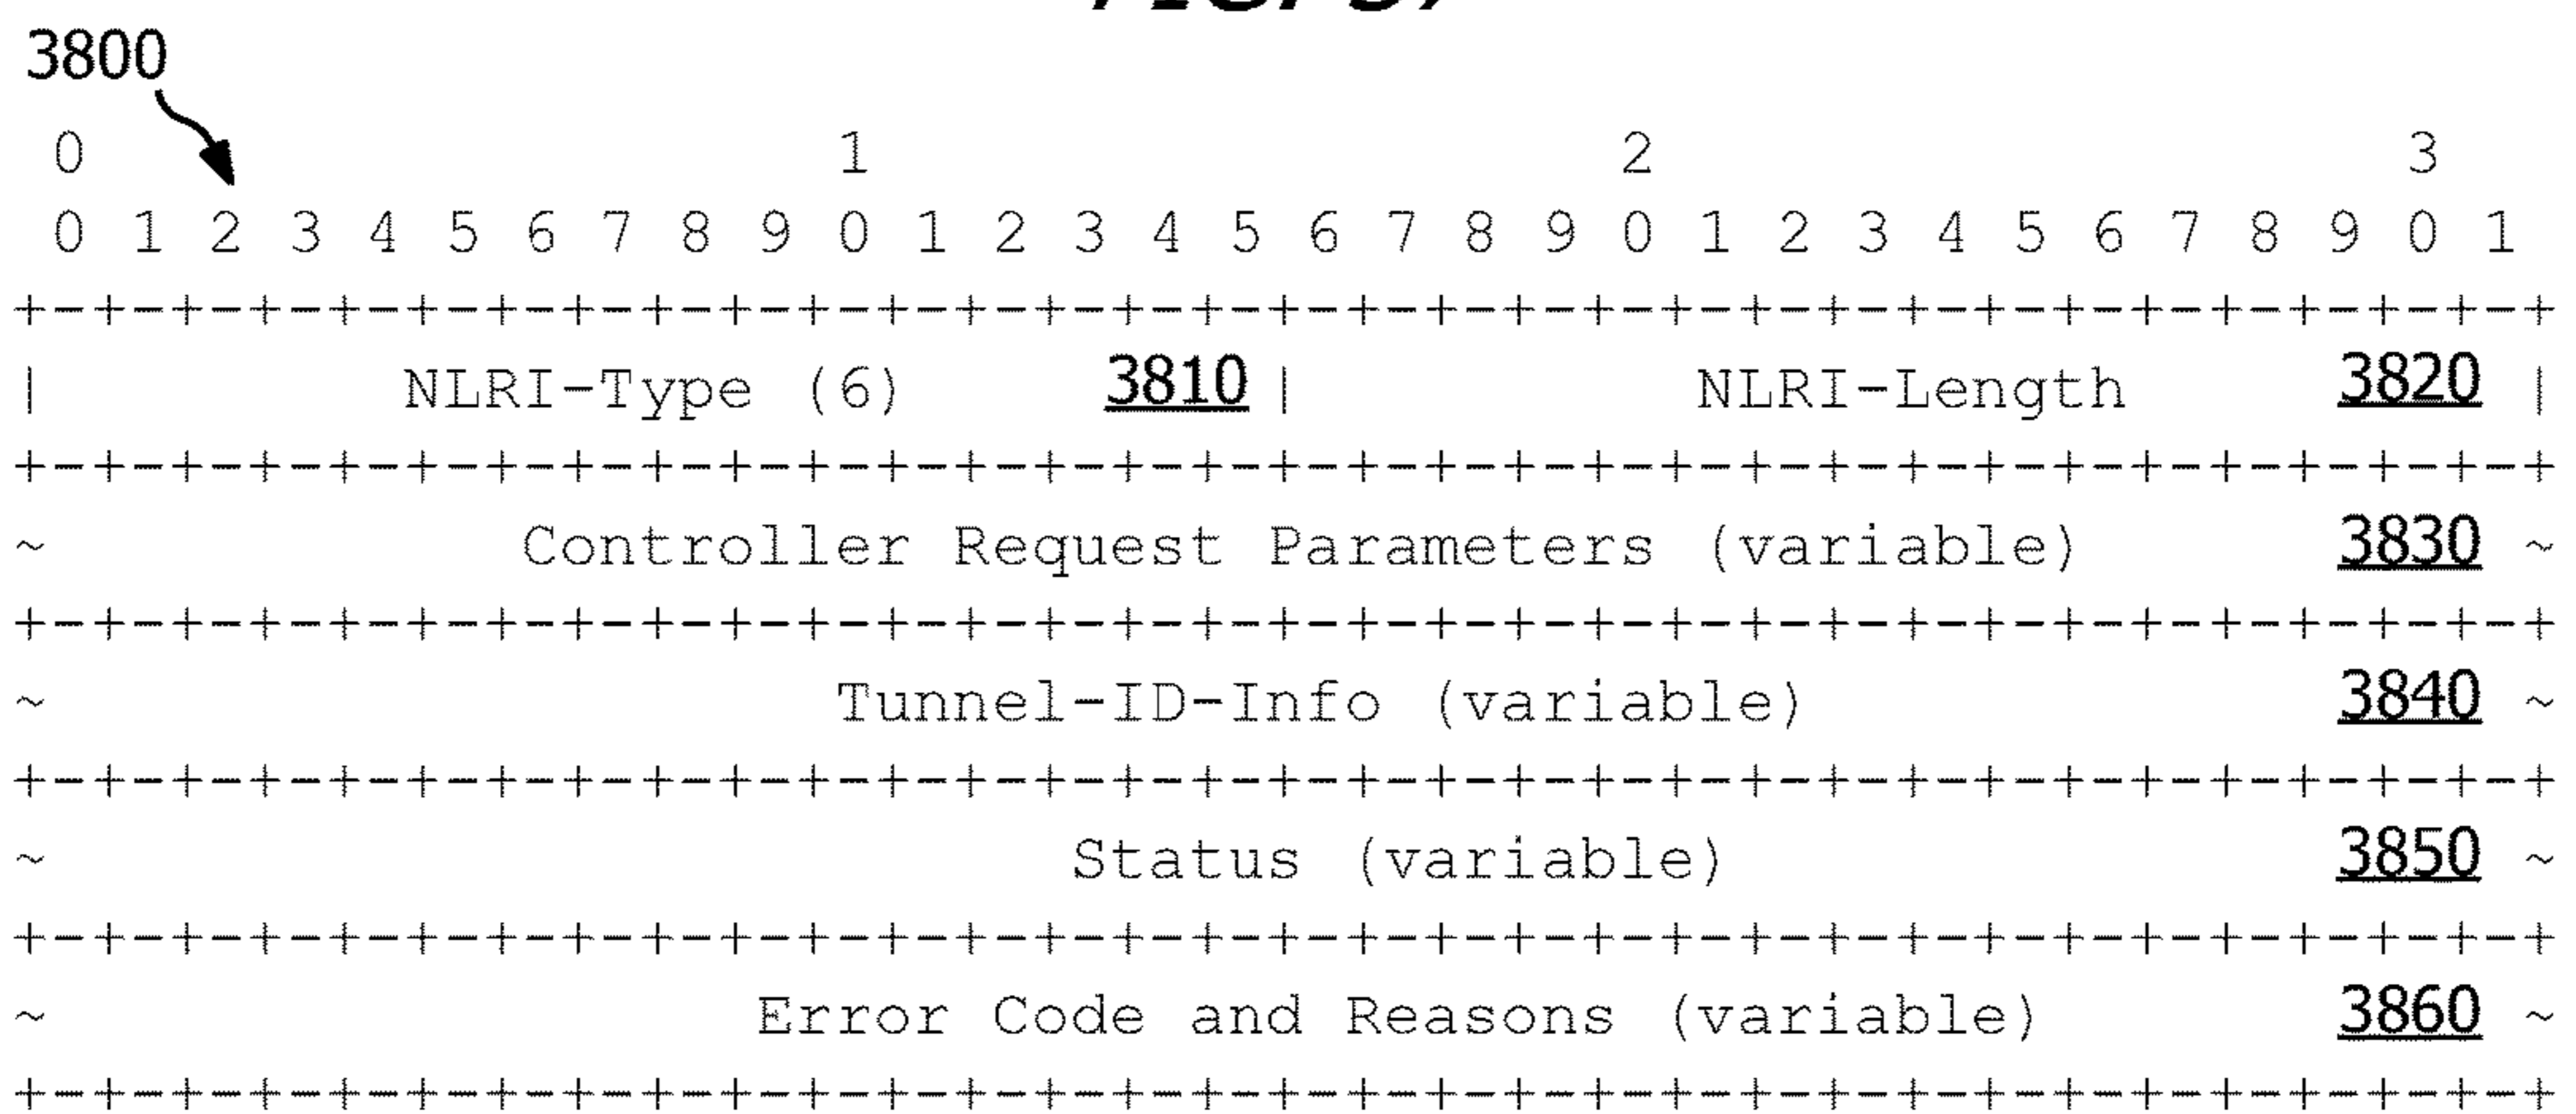 3800
0 1 2 3
0 1 2 3 4 5 6 7 8 9 0 1 2 3 4 5 6 7 8 9 0 1 2 3 4 5 6 7 8 9 0 1
+-+-+-+-+-+-+-+-+-+-+-+-+-+-+-+-+-+-+-+-+-+-+-+-+-+-+-+-+-+-+-+-+
| NLRI-Type (6) 3810 | NLRI-Length 3820 |
+-+-+-+-+-+-+-+-+-+-+-+-+-+-+-+-+-+-+-+-+-+-+-+-+-+-+-+-+-+-+-+-+
~ Controller Request Parameters (variable) 3830 ~
+-+-+-+-+-+-+-+-+-+-+-+-+-+-+-+-+-+-+-+-+-+-+-+-+-+-+-+-+-+-+-+-+
~ Tunnel-ID-Info (variable) 3840 ~
+-+-+-+-+-+-+-+-+-+-+-+-+-+-+-+-+-+-+-+-+-+-+-+-+-+-+-+-+-+-+-+-+
~ Status (variable) 3850 ~
+-+-+-+-+-+-+-+-+-+-+-+-+-+-+-+-+-+-+-+-+-+-+-+-+-+-+-+-+-+-+-+-+
~ Error Code and Reasons (variable) 3860 ~
+-+-+-+-+-+-+-+-+-+-+-+-+-+-+-+-+-+-+-+-+-+-+-+-+-+-+-+-+-+-+-+-+